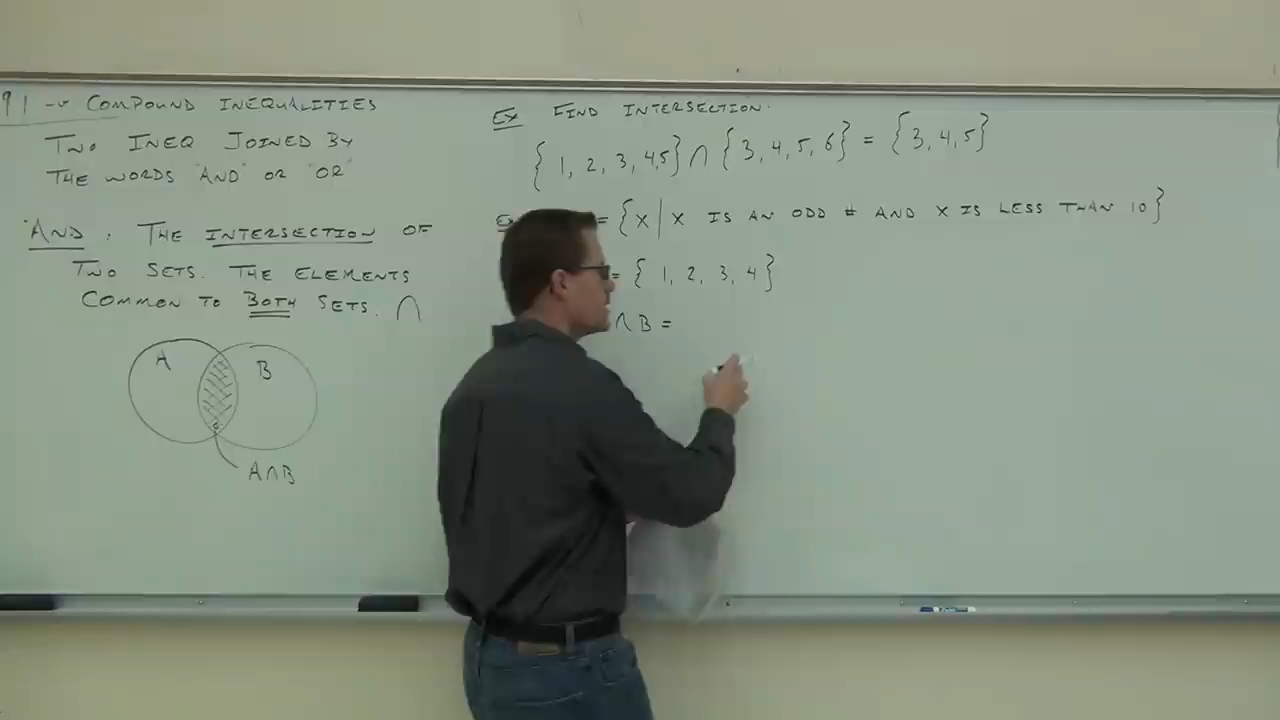 91 → COMPOUND INEQUALITIES
TWO INEQ JOINED BY
THE WORDS "AND" OR "OR"
"AND: THE INTERSECTION OF
TWO SETS. THE ELEMENTS
COMMON TO BOTH SETS. ∩
A B
A∩B
EX FIND INTERSECTION.
{1, 2, 3, 4,5} ∩ {3, 4, 5, 6} = {3, 4, 5}
= {X | X IS AN ODD # AND X IS LESS THAN 10}
= {1, 2, 3, 4}
∩ B =